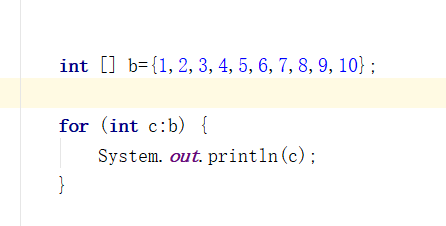 int [] b={1,2,3,4,5,6,7,8,9,10};
for (int c:b) {
System.out.println(c);
}